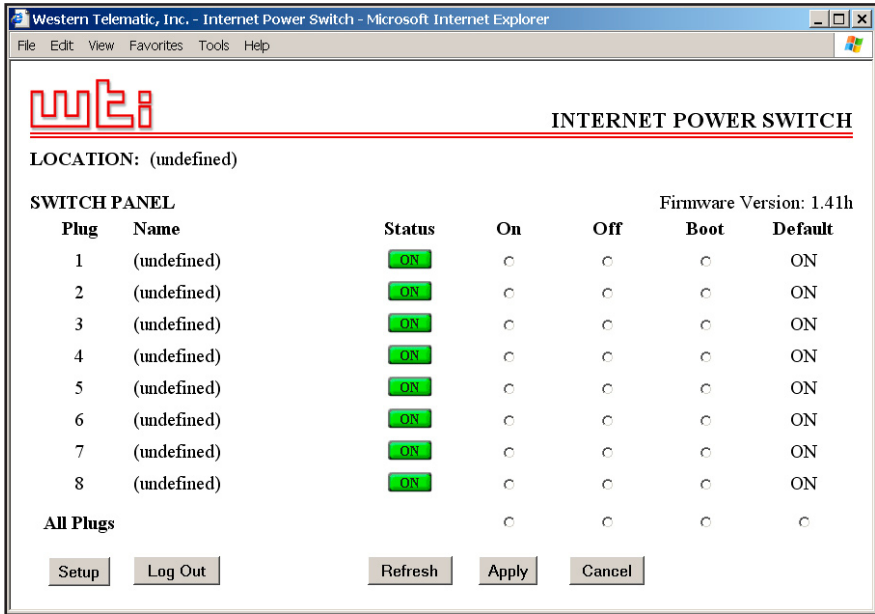 Western Telematic, Inc. - Internet Power Switch - Microsoft Internet Explorer
File Edit View Favorites Tools Help
wti
INTERNET POWER SWITCH
LOCATION: (undefined)
SWITCH PANEL Firmware Version: 1.41h
Plug Name Status On Off Boot Default
1 (undefined) ON ON
2 (undefined) ON ON
3 (undefined) ON ON
4 (undefined) ON ON
5 (undefined) ON ON
6 (undefined) ON ON
7 (undefined) ON ON
8 (undefined) ON ON
All Plugs
Setup Log Out Refresh Apply Cancel